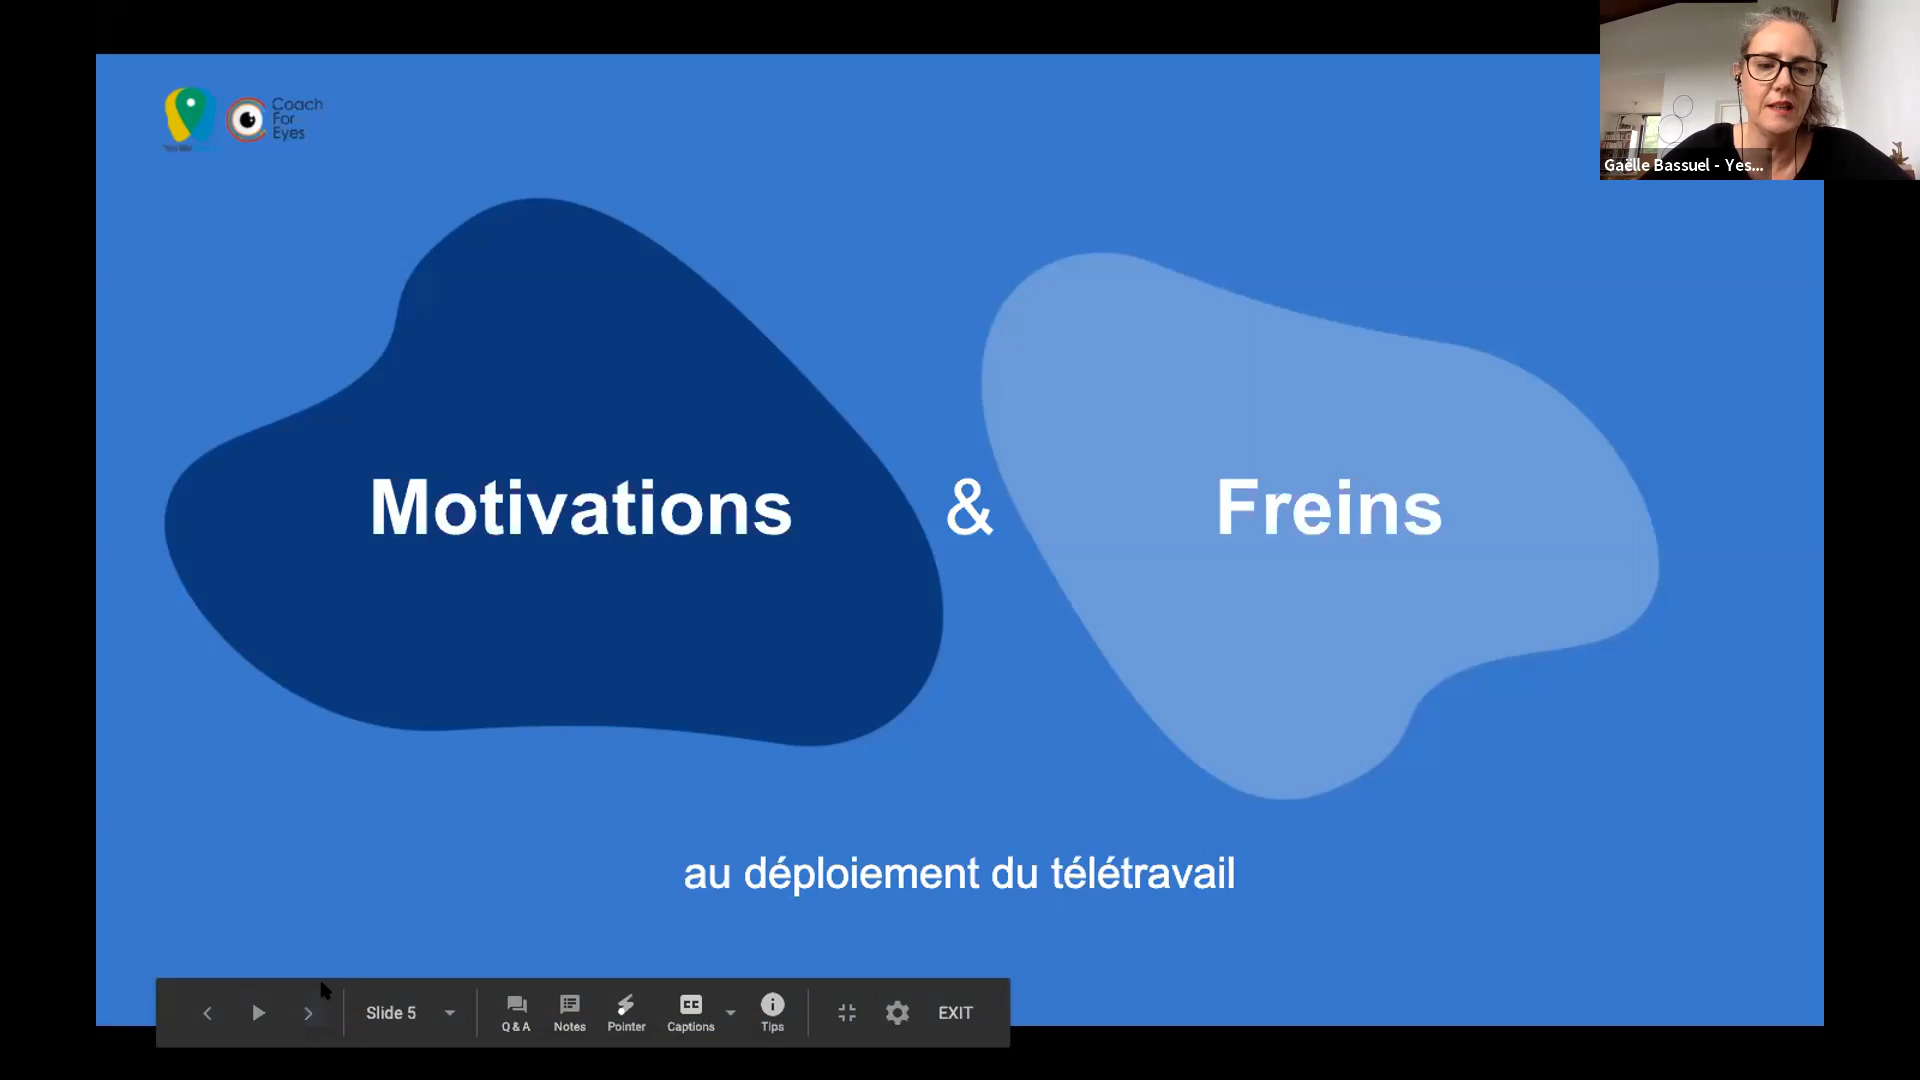 Coach
For
Eyes
Gaëlle Bassuel - Yes...
Motivations & Freins
au déploiement du télétravail
Slide 5
Q & A
Notes
Pointer
CC
Captions
Tips
EXIT